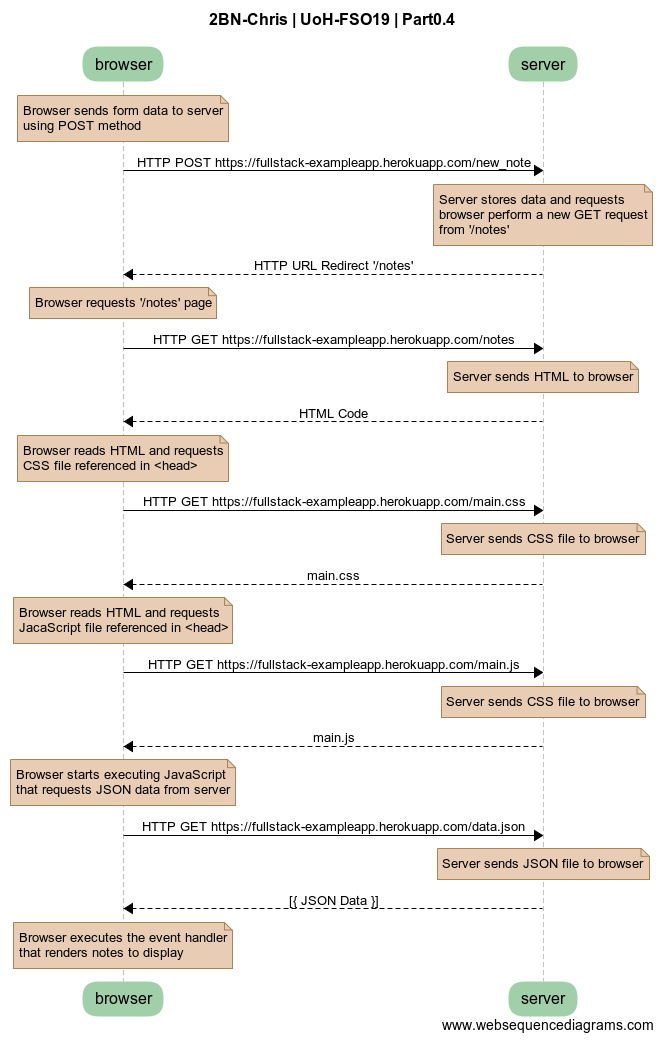 2BN-Chris | UoH-FSO19 | Part0.4
browser
server
Browser sends form data to server
using POST method
HTTP POST https://fullstack-exampleapp.herokuapp.com/new_note
Server stores data and requests
browser perform a new GET request
from '/notes'
HTTP URL Redirect '/notes'
Browser requests '/notes' page
HTTP GET https://fullstack-exampleapp.herokuapp.com/notes
Server sends HTML to browser
HTML Code
Browser reads HTML and requests
CSS file referenced in <head>
HTTP GET https://fullstack-exampleapp.herokuapp.com/main.css
Server sends CSS file to browser
main.css
Browser reads HTML and requests
JacaScript file referenced in <head>
HTTP GET https://fullstack-exampleapp.herokuapp.com/main.js
Server sends CSS file to browser
main.js
Browser starts executing JavaScript
that requests JSON data from server
HTTP GET https://fullstack-exampleapp.herokuapp.com/data.json
Server sends JSON file to browser
[{ JSON Data }]
Browser executes the event handler
that renders notes to display
browser
server
www.websequencediagrams.com